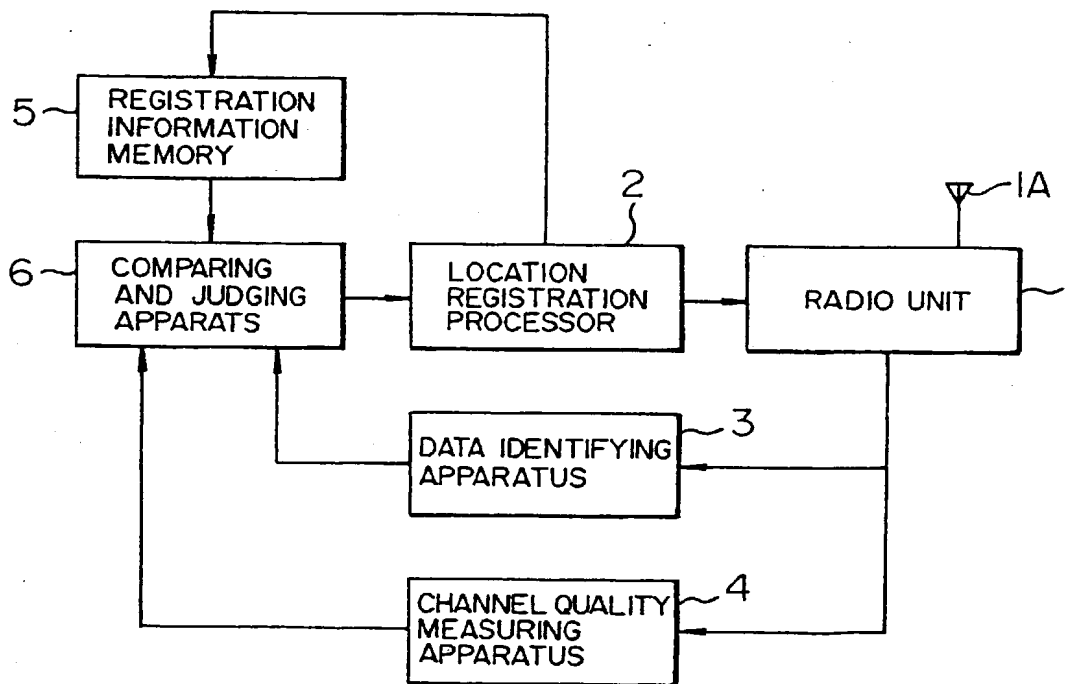 5
REGISTRATION
INFORMATION
MEMORY
2
1A
6
COMPARING
AND JUDGING
APPARATS
LOCATION
REGISTRATION
PROCESSOR
RADIO UNIT
3
DATA IDENTIFYING
APPARATUS
4
CHANNEL QUALITY
MEASURING
APPARATUS